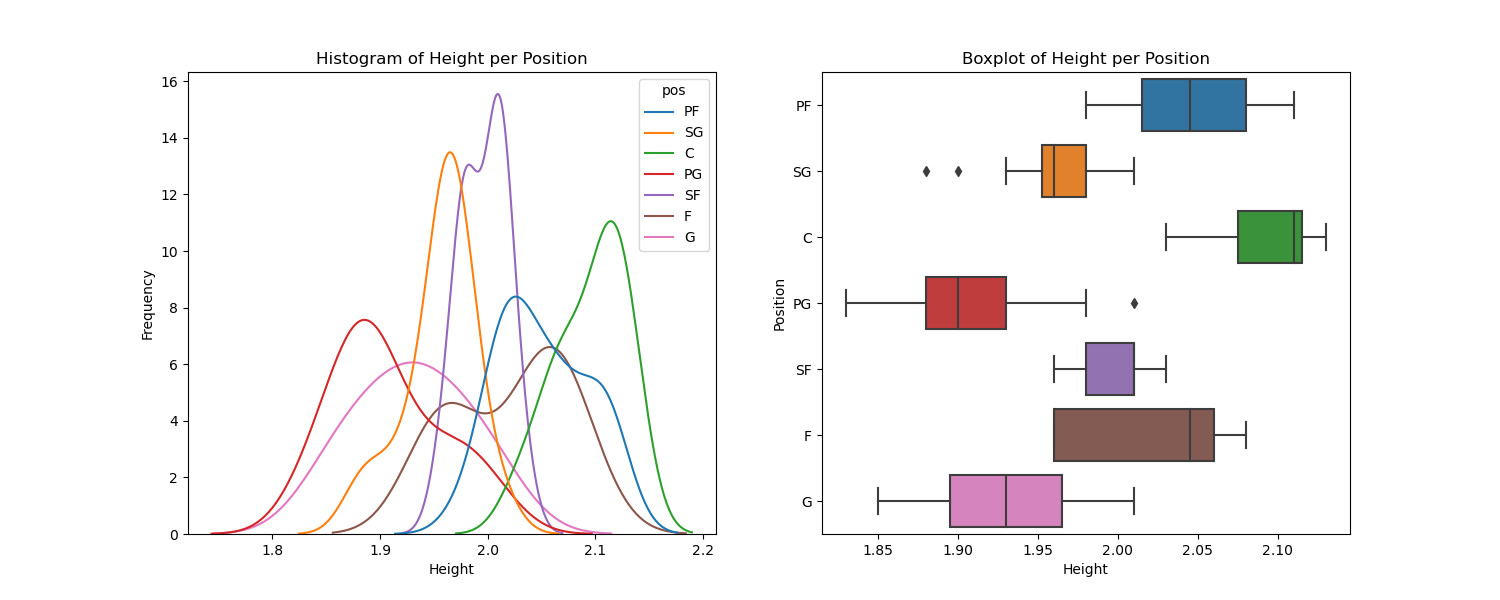 Histogram of Height per Position
16
14
12
10
8
6
4
2
0
Frequency
1.8
1.9
2.0
2.1
2.2
Height
pos
PF
SG
C
PG
SF
F
G
Boxplot of Height per Position
PF
SG
C
PG
SF
F
G
Position
1.85
1.90
1.95
2.00
2.05
2.10
Height